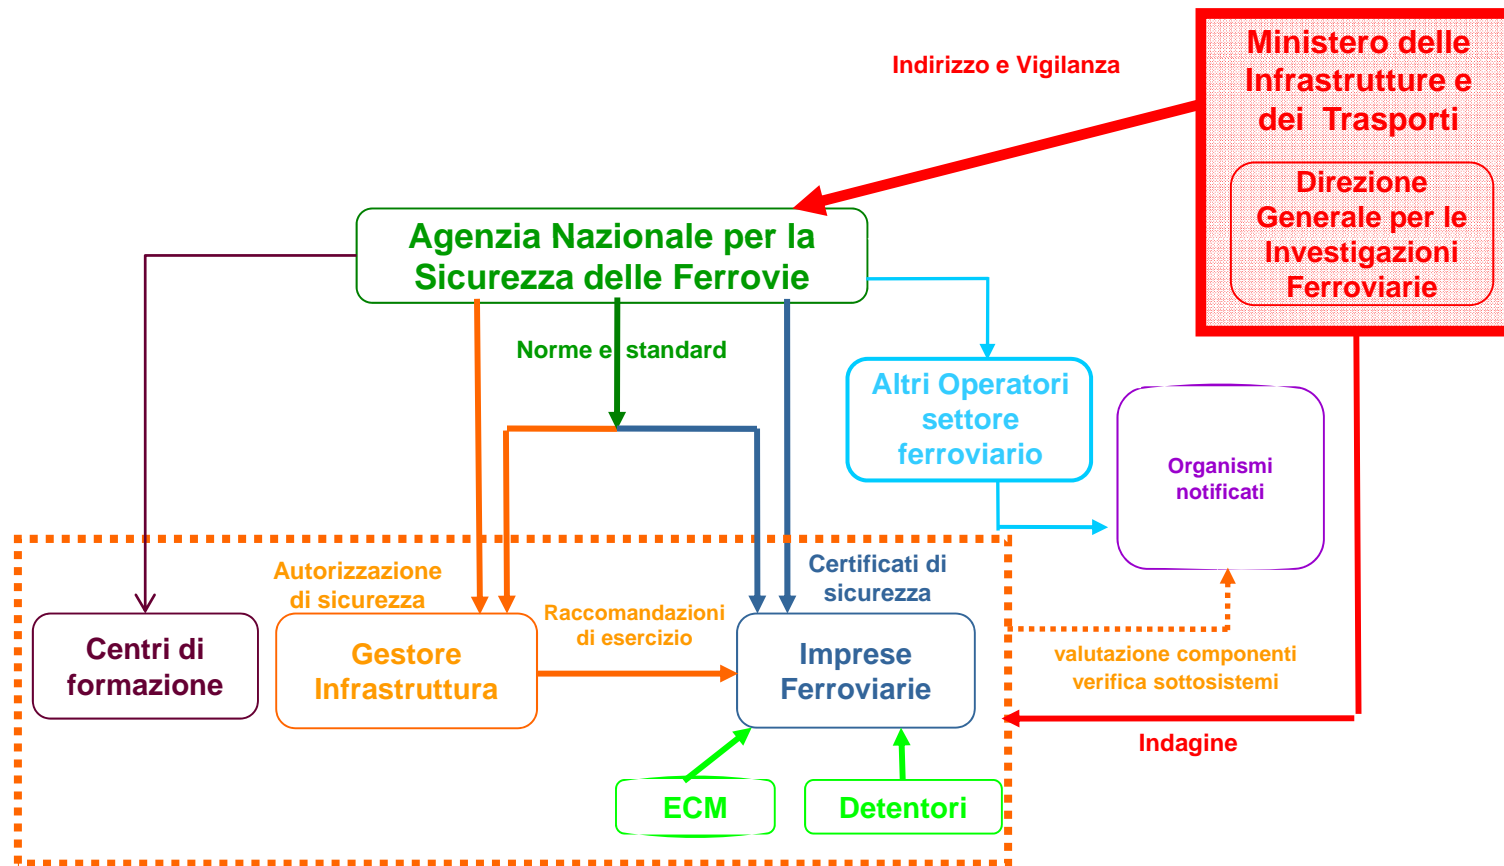 Indirizzo e Vigilanza
Ministero delle
Infrastrutture e
dei Trasporti
Direzione
Generale per le
Investigazioni
Ferroviarie
Agenzia Nazionale per la
Sicurezza delle Ferrovie
Norme e standard
Altri Operatori
settore
ferroviario
Organismi
notificati
Autorizzazione
di sicurezza
Raccomandazioni
di esercizio
Certificati di
sicurezza
Centri di
formazione
Gestore
Infrastruttura
Imprese
Ferroviarie
valutazione componenti
verifica sottosistemi
Indagine
ECM
Detentori